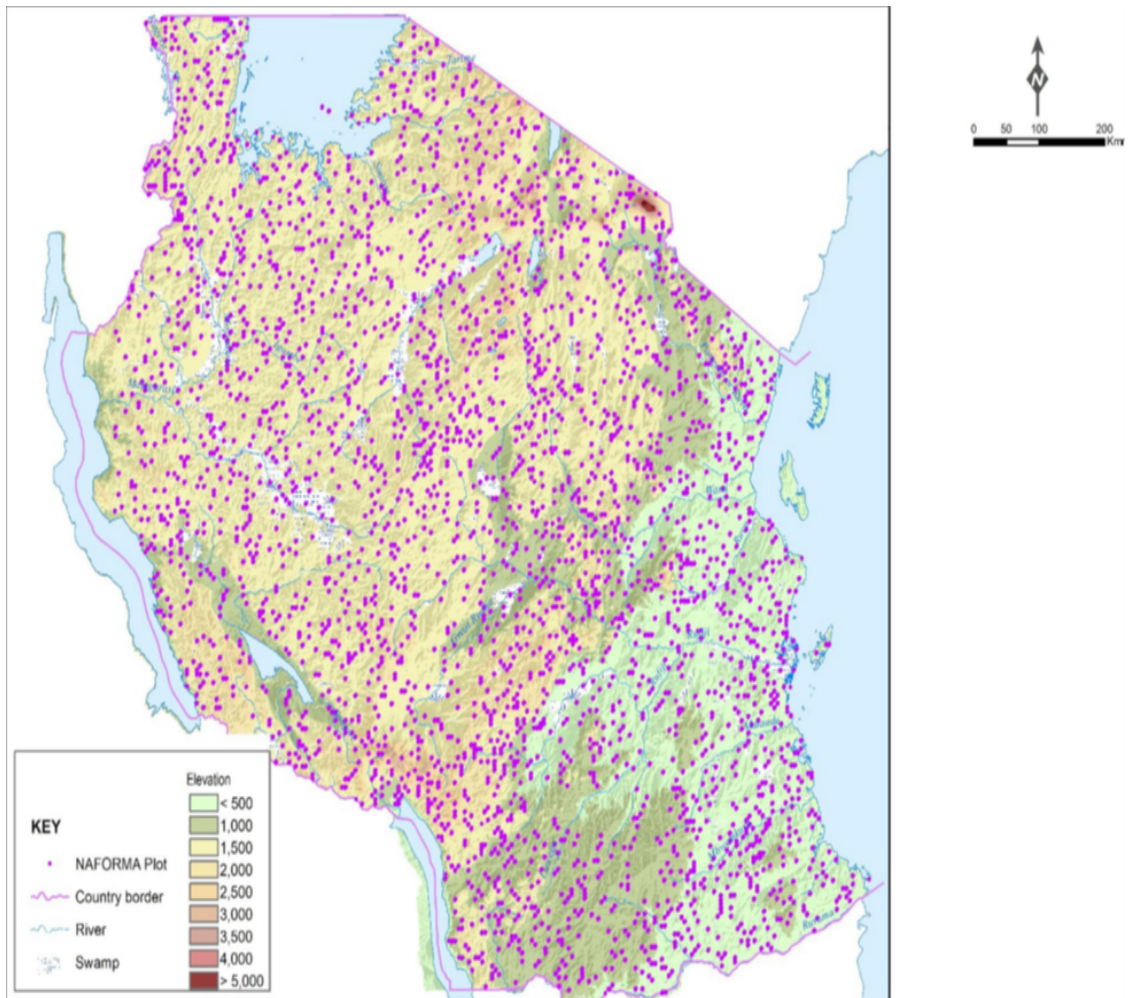 N
0 50 100 200
Km
KEY
NAFORMA Plot
Country border
River
Swamp
Elevation
< 500
1,000
1,500
2,000
2,500
3,000
3,500
4,000
> 5,000